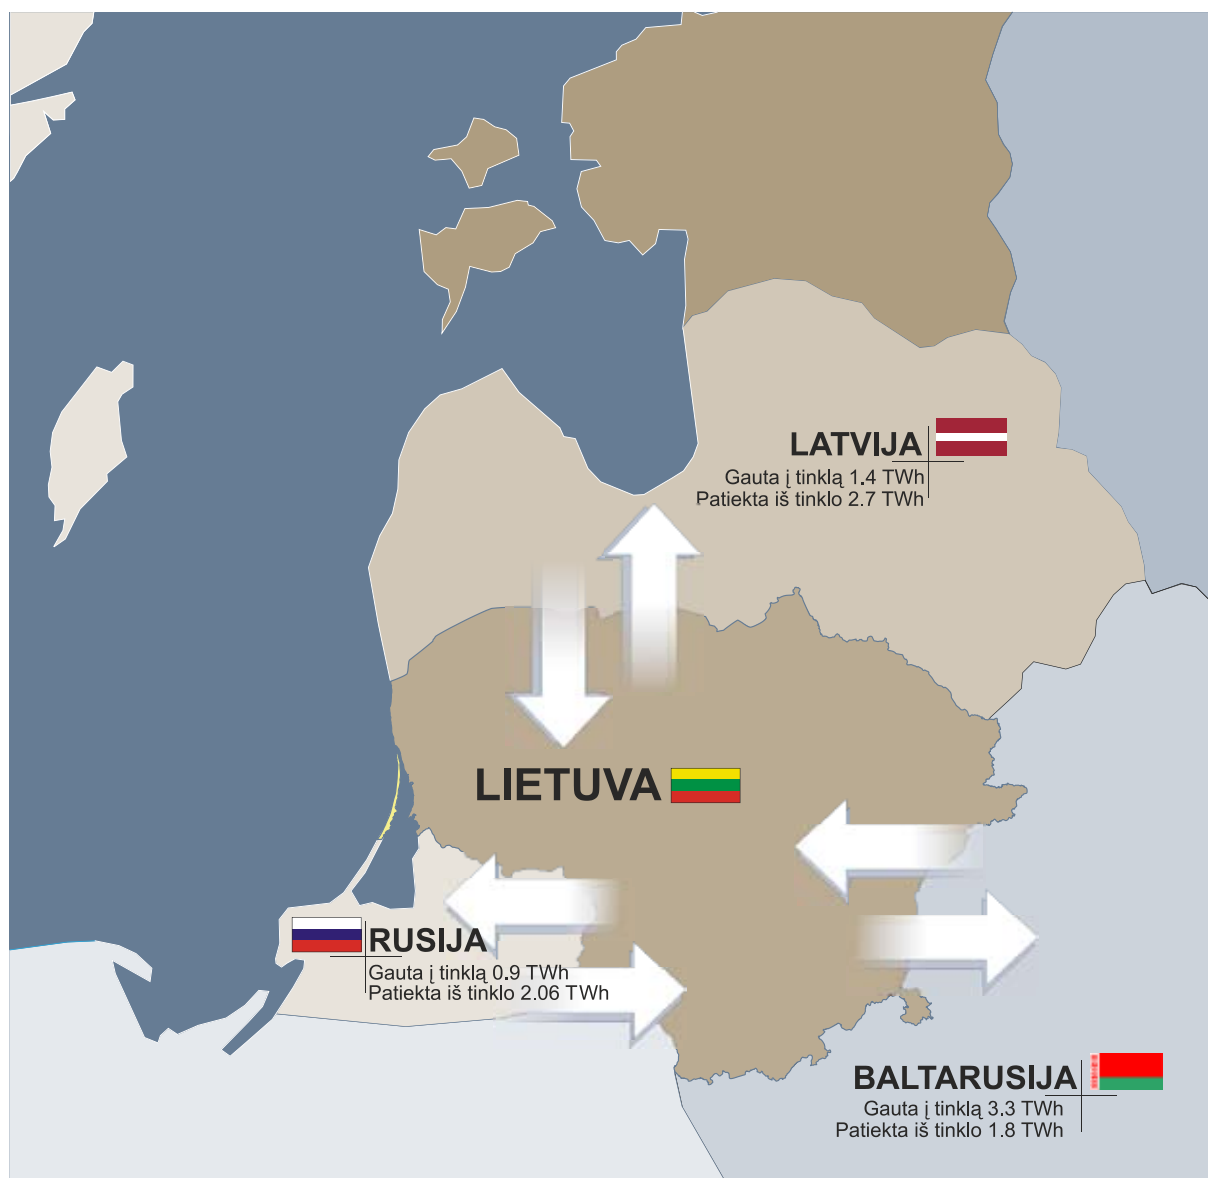 LATVIJA
Gauta į tinklą 1.4 TWh
Patiekta iš tinklo 2.7 TWh
LIETUVA
RUSIJA
Gauta į tinklą 0.9 TWh
Patiekta iš tinklo 2.06 TWh
BALTARUSIJA
Gauta į tinklą 3.3 TWh
Patiekta iš tinklo 1.8 TWh